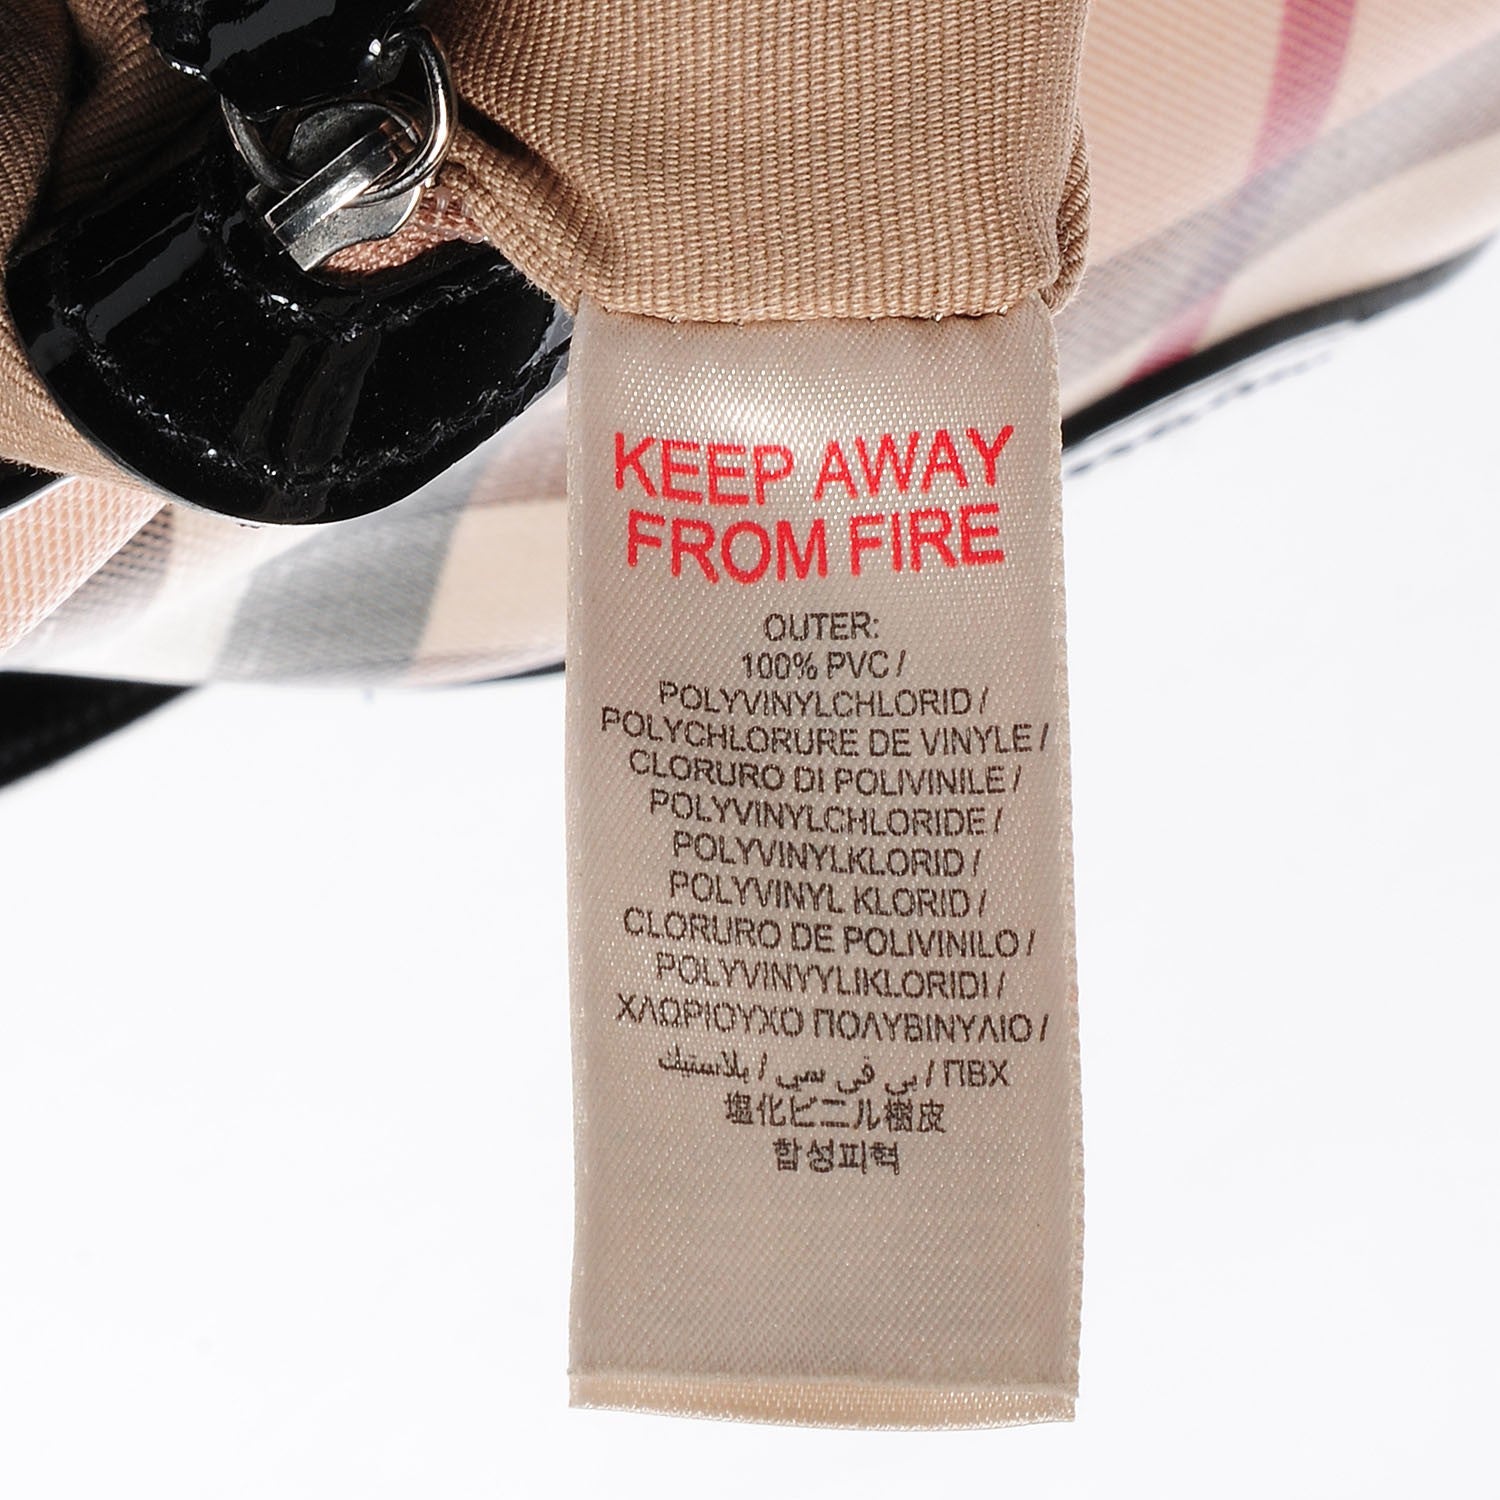 KEEP AWAY
FROM FIRE
OUTER:
100% PVC /
POLYVINYLCHLORID /
POLYCHLORURE DE VINYLE /
CLORURO DI POLIVINILE /
POLYVINYLCHLORIDE /
POLYVINYLKLORID /
POLYVINYL KLORID /
CLORURO DE POLIVINILO /
POLYVINYYLIKLORIDI /
ΧΛΩΡΙΟΥΧΟ ΠΟΛΥΒΙΝΥΛΙΟ /
ПВХ / بي في سي / بلاستيك
塩化ビニル樹皮
합성피혁